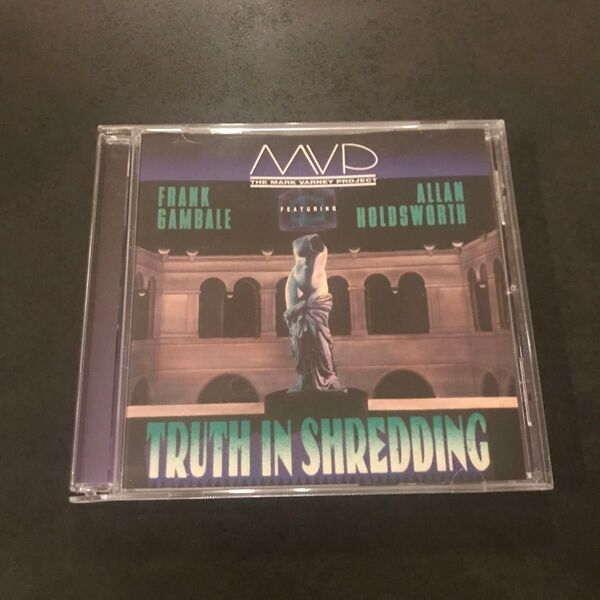 MVP
THE MARK VARNEY PROJECT
FRANK GAMBALE
FEATURING
ALLAN HOLDSWORTH
TRUTH IN SHREDDING